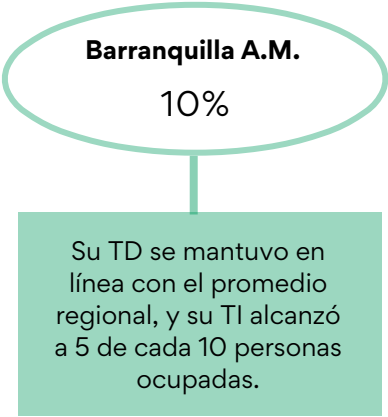 Barranquilla A.M.
10%
Su TD se mantuvo en
línea con el promedio
regional, y su TI alcanzó
a 5 de cada 10 personas
ocupadas.